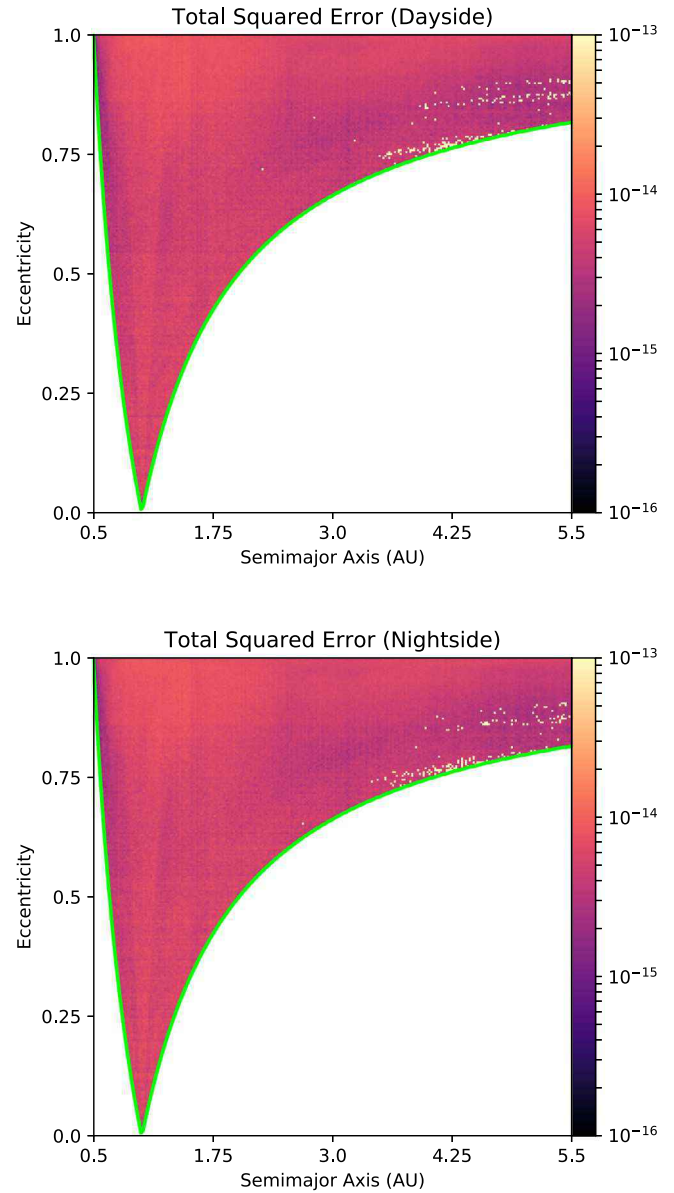 Total Squared Error (Dayside)
1.0
0.75
0.5
0.25
0.0
Eccentricity
0.5 1.75 3.0 4.25 5.5
Semimajor Axis (AU)
10⁻¹³
10⁻¹⁴
10⁻¹⁵
10⁻¹⁶
Total Squared Error (Nightside)
1.0
0.75
0.5
0.25
0.0
Eccentricity
0.5 1.75 3.0 4.25 5.5
Semimajor Axis (AU)
10⁻¹³
10⁻¹⁴
10⁻¹⁵
10⁻¹⁶